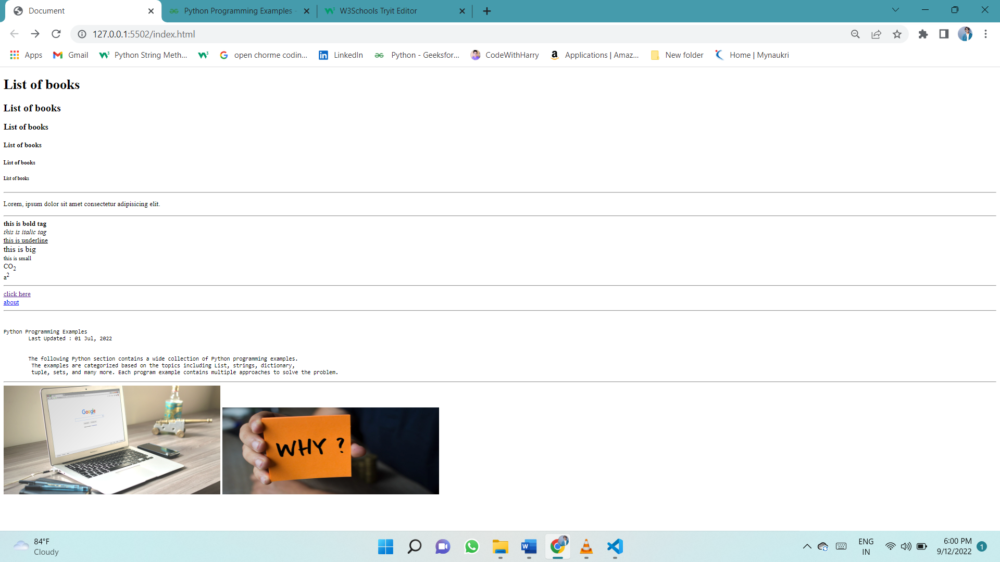 Document
Python Programming Examples
W3Schools Tryit Editor
127.0.0.1:5502/index.html
Apps
Gmail
Python String Meth...
open chorme codin...
LinkedIn
Python - Geeksfor...
CodeWithHarry
Applications | Amaz...
New folder
Home | Mynaukri
List of books
List of books
List of books
List of books
List of books
List of books
Lorem, ipsum dolor sit amet consectetur adipisicing elit.
this is bold tag
this is italic tag
this is underline
this is big
this is small
CO2
a2
click here
about
Python Programming Examples
Last Updated : 01 Jul, 2022
The following Python section contains a wide collection of Python programming examples.
The examples are categorized based on the topics including List, strings, dictionary,
tuple, sets, and many more. Each program example contains multiple approaches to solve the problem.
Google
WHY ?
84°F
Cloudy
ENG
IN
6:00 PM
9/12/2022
1